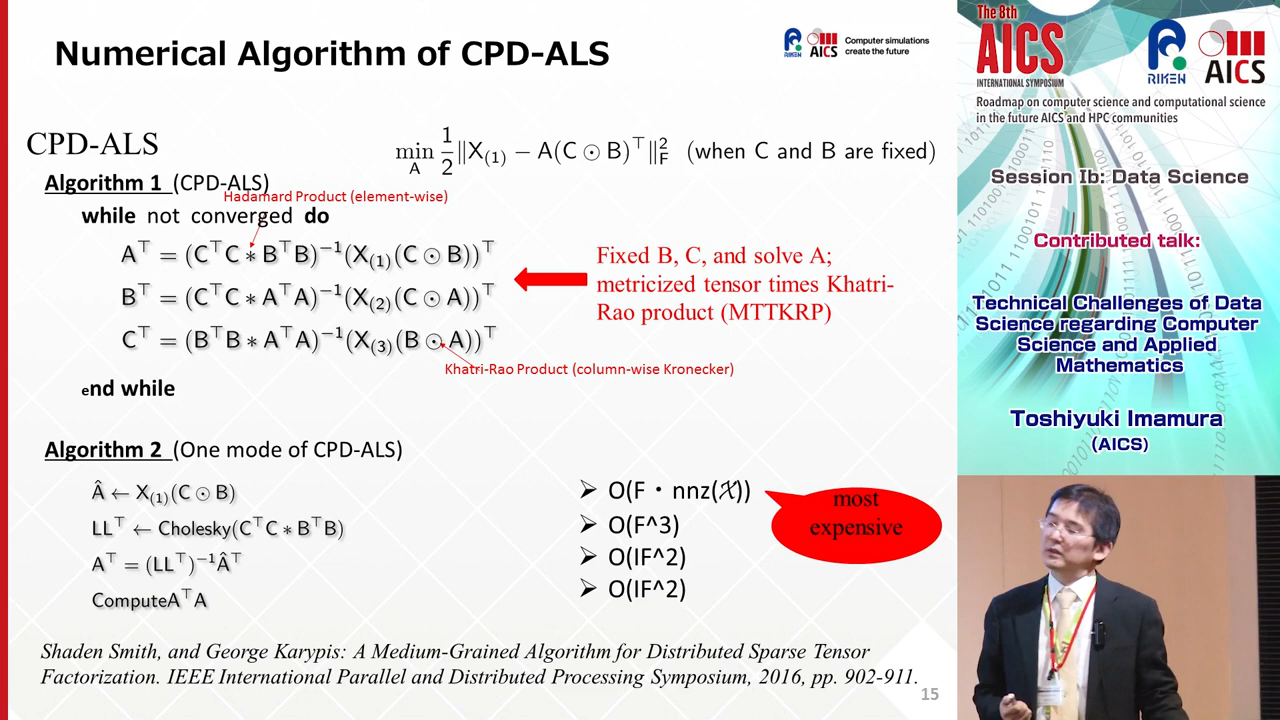 Numerical Algorithm of CPD-ALS
RIKEN AICS
Computer simulations
create the future
CPD-ALS
min_A 1/2 ‖X₍₁₎ − A(C ⊙ B)^⊤‖²_F (when C and B are fixed)
Algorithm 1 (CPD-ALS)
Hadamard Product (element-wise)
while not converged do
A^⊤ = (C^⊤C ∗ B^⊤B)^−1(X₍₁₎(C ⊙ B))^⊤
B^⊤ = (C^⊤C ∗ A^⊤A)^−1(X₍₂₎(C ⊙ A))^⊤
C^⊤ = (B^⊤B ∗ A^⊤A)^−1(X₍₃₎(B ⊙ A))^⊤
Fixed B, C, and solve A;
metricized tensor times Khatri-
Rao product (MTTKRP)
Khatri-Rao Product (column-wise Kronecker)
end while
Algorithm 2 (One mode of CPD-ALS)
Â ← X₍₁₎(C ⊙ B)
LL^⊤ ← Cholesky(C^⊤C ∗ B^⊤B)
A^⊤ = (LL^⊤)^−1Â^⊤
ComputeA^⊤A
➢ O(F・nnz(𝒳))
➢ O(F^3)
➢ O(IF^2)
➢ O(IF^2)
most
expensive
Shaden Smith, and George Karypis: A Medium-Grained Algorithm for Distributed Sparse Tensor
Factorization. IEEE International Parallel and Distributed Processing Symposium, 2016, pp. 902-911.
15
The 8th
AICS
INTERNATIONAL SYMPOSIUM
RIKEN AICS
Roadmap on computer science and computational science
in the future AICS and HPC communities
Session Ib: Data Science
Contributed talk:
Technical Challenges of Data
Science regarding Computer
Science and Applied
Mathematics
Toshiyuki Imamura
(AICS)